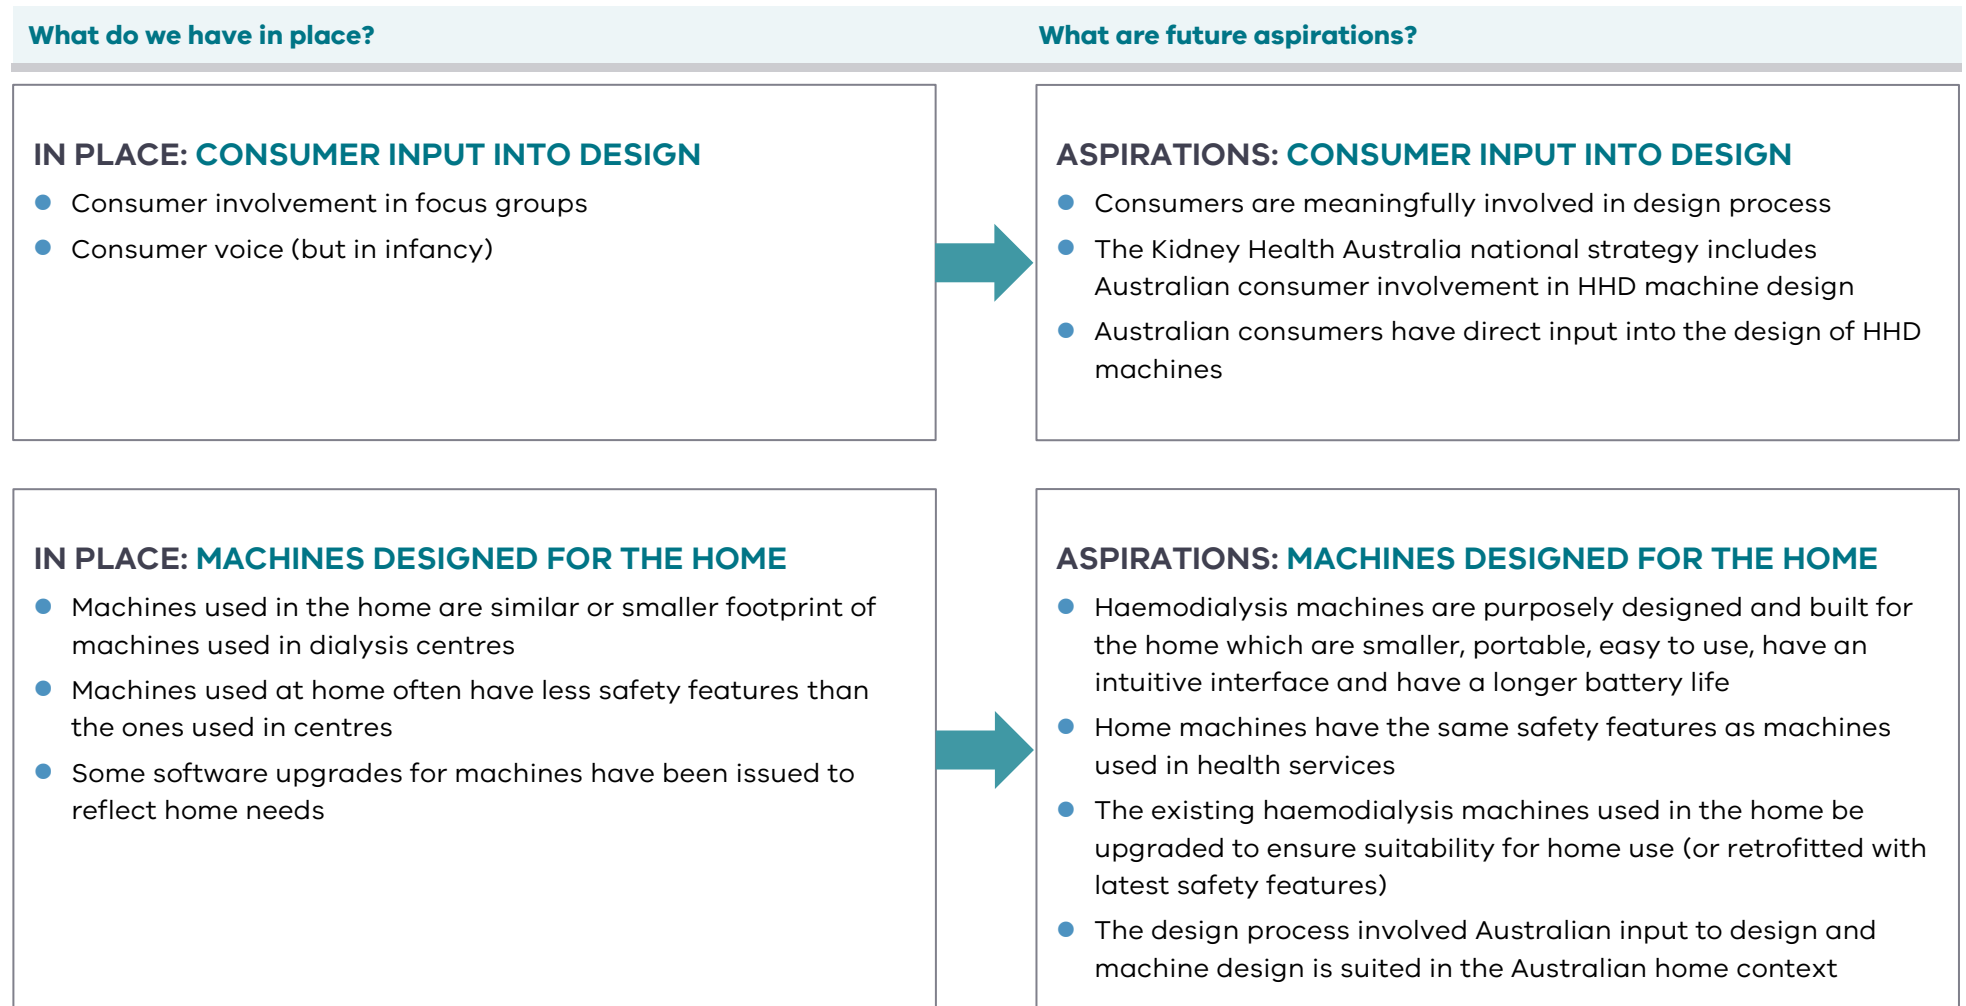 What do we have in place?
What are future aspirations?
IN PLACE: CONSUMER INPUT INTO DESIGN
Consumer involvement in focus groups
Consumer voice (but in infancy)
ASPIRATIONS: CONSUMER INPUT INTO DESIGN
Consumers are meaningfully involved in design process
The Kidney Health Australia national strategy includes
Australian consumer involvement in HHD machine design
Australian consumers have direct input into the design of HHD
machines
IN PLACE: MACHINES DESIGNED FOR THE HOME
Machines used in the home are similar or smaller footprint of
machines used in dialysis centres
Machines used at home often have less safety features than
the ones used in centres
Some software upgrades for machines have been issued to
reflect home needs
ASPIRATIONS: MACHINES DESIGNED FOR THE HOME
Haemodialysis machines are purposely designed and built for
the home which are smaller, portable, easy to use, have an
intuitive interface and have a longer battery life
Home machines have the same safety features as machines
used in health services
The existing haemodialysis machines used in the home be
upgraded to ensure suitability for home use (or retrofitted with
latest safety features)
The design process involved Australian input to design and
machine design is suited in the Australian home context